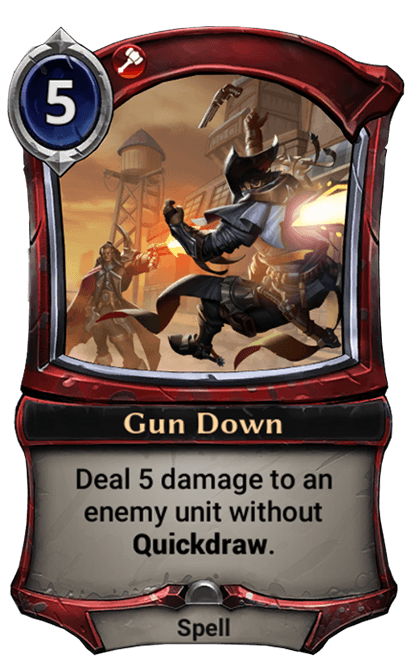 5
Gun Down
Deal 5 damage to an
enemy unit without
Quickdraw.
Spell